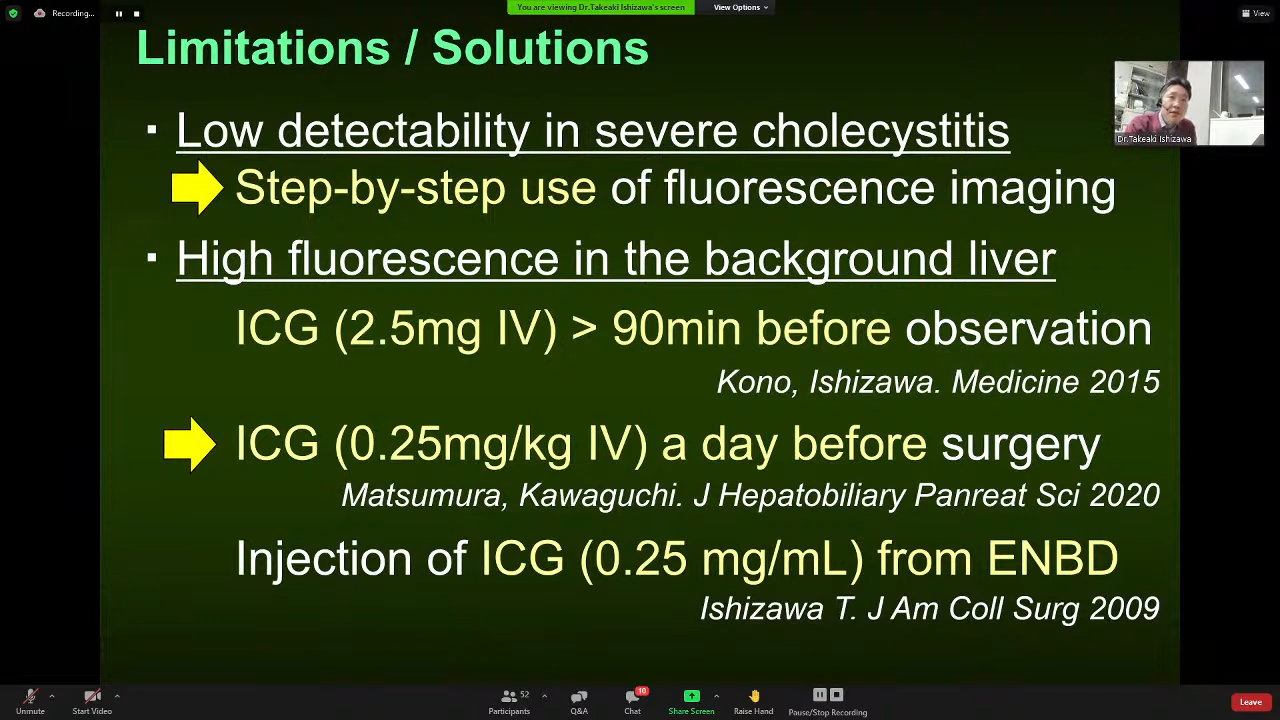 Recording...
You are viewing Dr.Takeaki Ishizawa's screen
View Options
View
Limitations / Solutions
Dr.Takeaki Ishizawa
· Low detectability in severe cholecystitis
Step-by-step use of fluorescence imaging
· High fluorescence in the background liver
ICG (2.5mg IV) > 90min before observation
Kono, Ishizawa. Medicine 2015
ICG (0.25mg/kg IV) a day before surgery
Matsumura, Kawaguchi. J Hepatobiliary Panreat Sci 2020
Injection of ICG (0.25 mg/mL) from ENBD
Ishizawa T. J Am Coll Surg 2009
Unmute
Start Video
52
Participants
Q&A
10
Chat
Share Screen
Raise Hand
Pause/Stop Recording
Leave